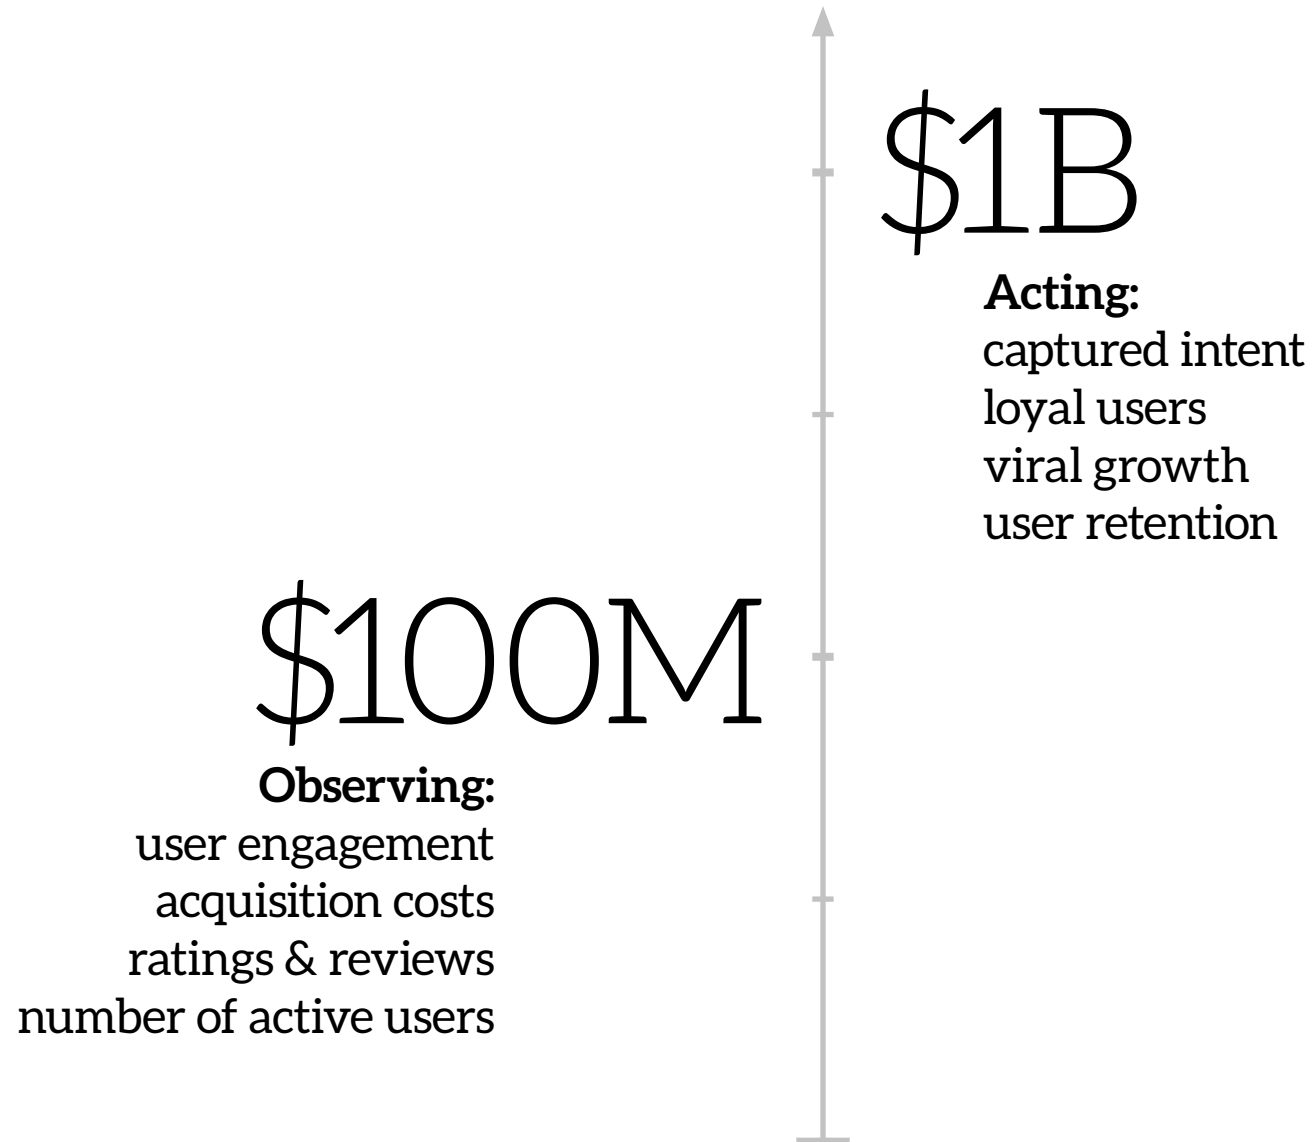 $1B
Acting:
captured intent
loyal users
viral growth
user retention
$100M
Observing:
user engagement
acquisition costs
ratings & reviews
number of active users